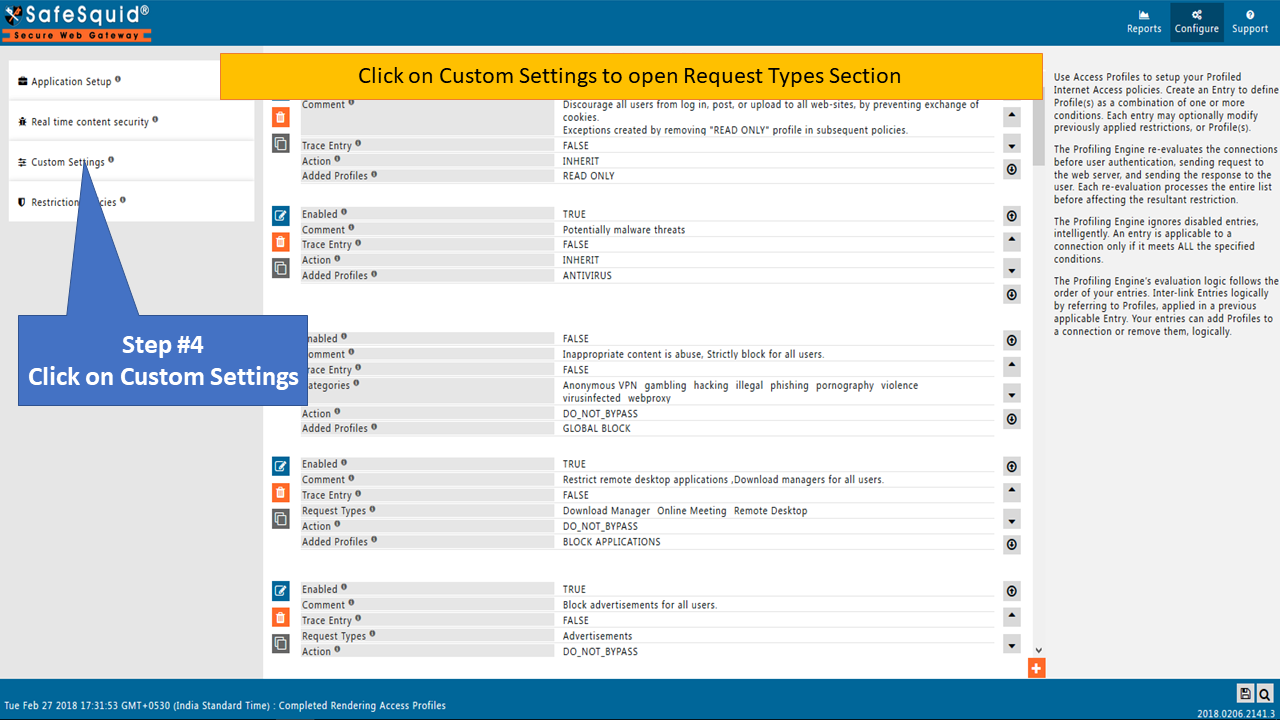 SafeSquid®
Secure Web Gateway
Reports
Configure
Support
Click on Custom Settings to open Request Types Section
Application Setup
Real time content security
Custom Settings
Restriction cies
Step #4
Click on Custom Settings
Comment Discourage all users from log in, post, or upload to all web-sites, by preventing exchange of
cookies.
Exceptions created by removing "READ ONLY" profile in subsequent policies.
Trace Entry FALSE
Action INHERIT
Added Profiles READ ONLY
Enabled TRUE
Comment Potentially malware threats
Trace Entry FALSE
Action INHERIT
Added Profiles ANTIVIRUS
nabled FALSE
omment Inappropriate content is abuse, Strictly block for all users.
race Entry FALSE
ategories Anonymous VPN gambling hacking illegal phishing pornography violence
virusinfected webproxy
Action DO_NOT_BYPASS
Added Profiles GLOBAL BLOCK
Enabled TRUE
Comment Restrict remote desktop applications ,Download managers for all users.
Trace Entry FALSE
Request Types Download Manager Online Meeting Remote Desktop
Action DO_NOT_BYPASS
Added Profiles BLOCK APPLICATIONS
Enabled TRUE
Comment Block advertisements for all users.
Trace Entry FALSE
Request Types Advertisements
Action DO_NOT_BYPASS
Use Access Profiles to setup your Profiled
Internet Access policies. Create an Entry to define
Profile(s) as a combination of one or more
conditions. Each entry may optionally modify
previously applied restrictions, or Profile(s).
The Profiling Engine re-evaluates the connections
before user authentication, sending request to
the web server, and sending the response to the
user. Each re-evaluation processes the entire list
before affecting the resultant restriction.
The Profiling Engine ignores disabled entries,
intelligently. An entry is applicable to a
connection only if it meets ALL the specified
conditions.
The Profiling Engine's evaluation logic follows the
order of your entries. Inter-link Entries logically
by referring to Profiles, applied in a previous
applicable Entry. Your entries can add Profiles to
a connection or remove them, logically.
Tue Feb 27 2018 17:31:53 GMT+0530 (India Standard Time) : Completed Rendering Access Profiles
2018.0206.2141.3